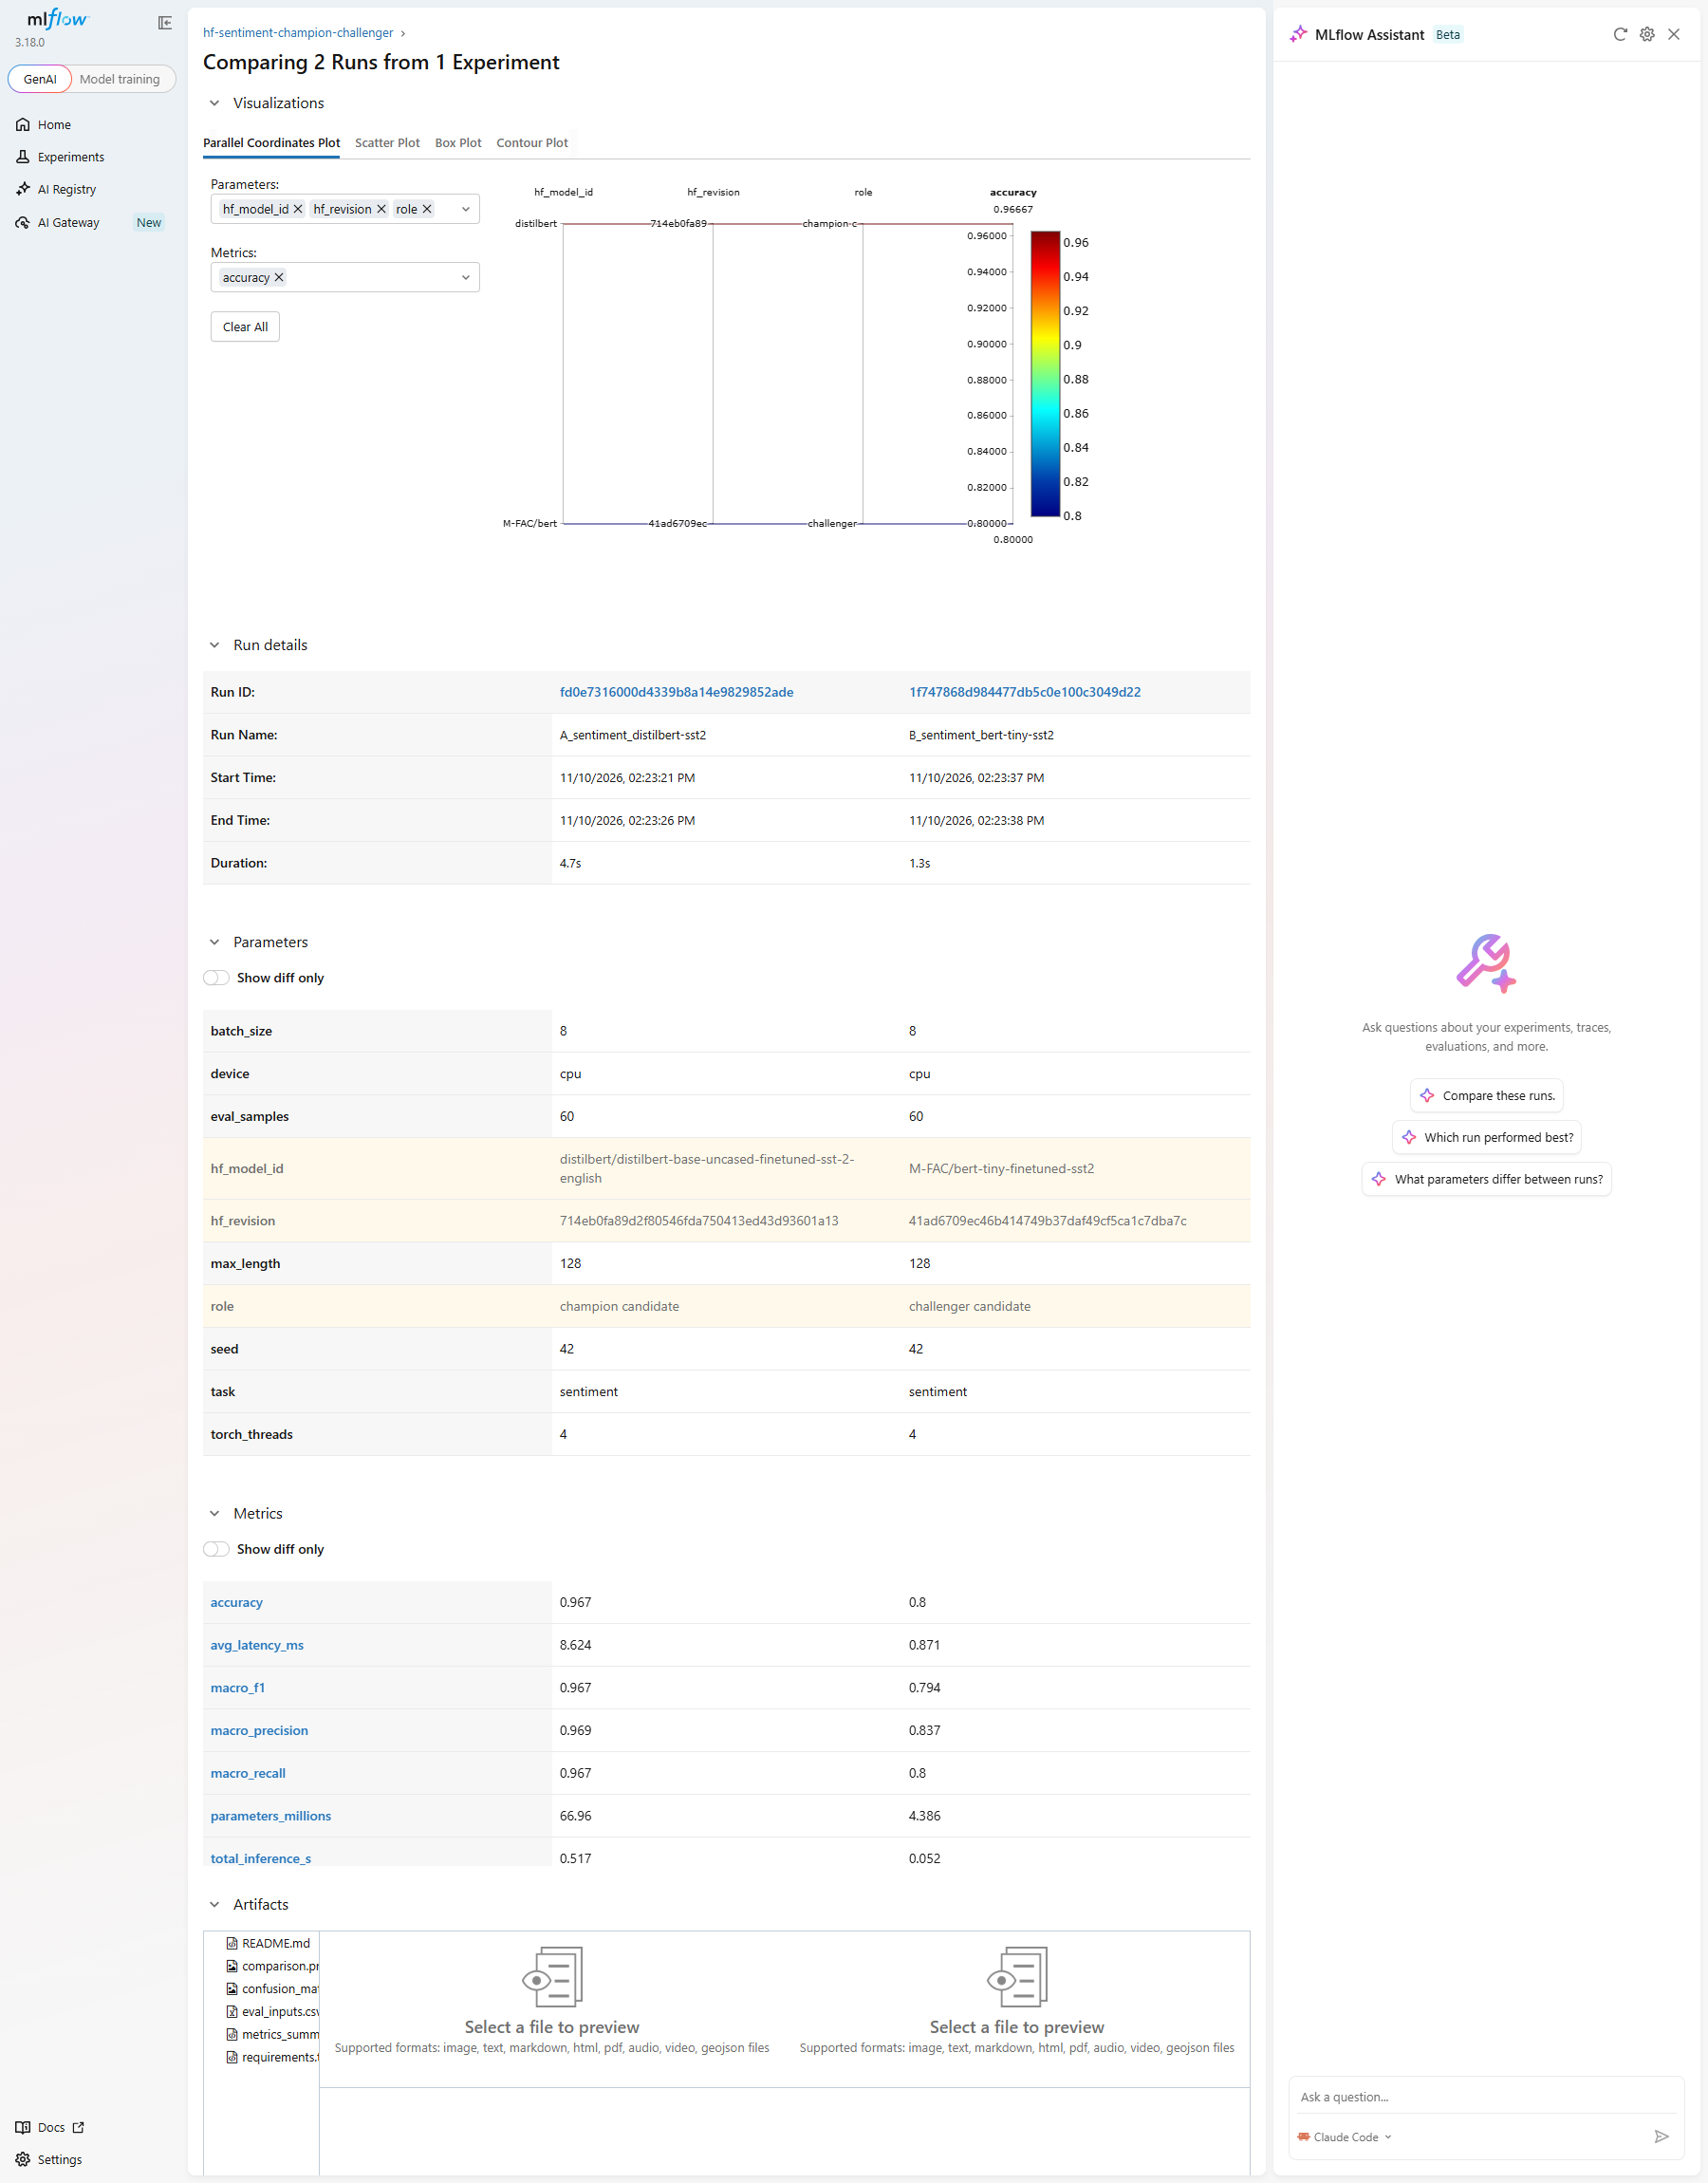 mlflow
3.18.0
GenAI Model training
Home
Experiments
AI Registry
AI Gateway New
Docs
Settings
hf-sentiment-champion-challenger
Comparing 2 Runs from 1 Experiment
Visualizations
Parallel Coordinates Plot Scatter Plot Box Plot Contour Plot
Parameters:
hf_model_id hf_revision role
Metrics:
accuracy
Clear All
hf_model_id hf_revision role accuracy
0.96667
distilbert 714eb0fa89 champion c
0.96000
0.94000
0.92000
0.90000
0.88000
0.86000
0.84000
0.82000
M-FAC/bert 41ad6709ec challenger 0.80000
0.80000
0.96
0.94
0.92
0.9
0.88
0.86
0.84
0.82
0.8
Run details
Run ID: fd0e7316000d4339b8a14e9829852ade 1f747868d984477db5c0e100c3049d22
Run Name: A_sentiment_distilbert-sst2 B_sentiment_bert-tiny-sst2
Start Time: 11/10/2026, 02:23:21 PM 11/10/2026, 02:23:37 PM
End Time: 11/10/2026, 02:23:26 PM 11/10/2026, 02:23:38 PM
Duration: 4.7s 1.3s
Parameters
Show diff only
batch_size 8 8
device cpu cpu
eval_samples 60 60
hf_model_id distilbert/distilbert-base-uncased-finetuned-sst-2-english M-FAC/bert-tiny-finetuned-sst2
hf_revision 714eb0fa89d2f80546fda750413ed43d93601a13 41ad6709ec46b414749b37daf49cf5ca1c7dba7c
max_length 128 128
role champion candidate challenger candidate
seed 42 42
task sentiment sentiment
torch_threads 4 4
Metrics
Show diff only
accuracy 0.967 0.8
avg_latency_ms 8.624 0.871
macro_f1 0.967 0.794
macro_precision 0.969 0.837
macro_recall 0.967 0.8
parameters_millions 66.96 4.386
total_inference_s 0.517 0.052
Artifacts
README.md
comparison.pr
confusion_mat
eval_inputs.csv
metrics_summ
requirements.t
Select a file to preview
Supported formats: image, text, markdown, html, pdf, audio, video, geojson files
Select a file to preview
Supported formats: image, text, markdown, html, pdf, audio, video, geojson files
MLflow Assistant Beta
Ask questions about your experiments, traces,
evaluations, and more.
Compare these runs.
Which run performed best?
What parameters differ between runs?
Ask a question...
Claude Code